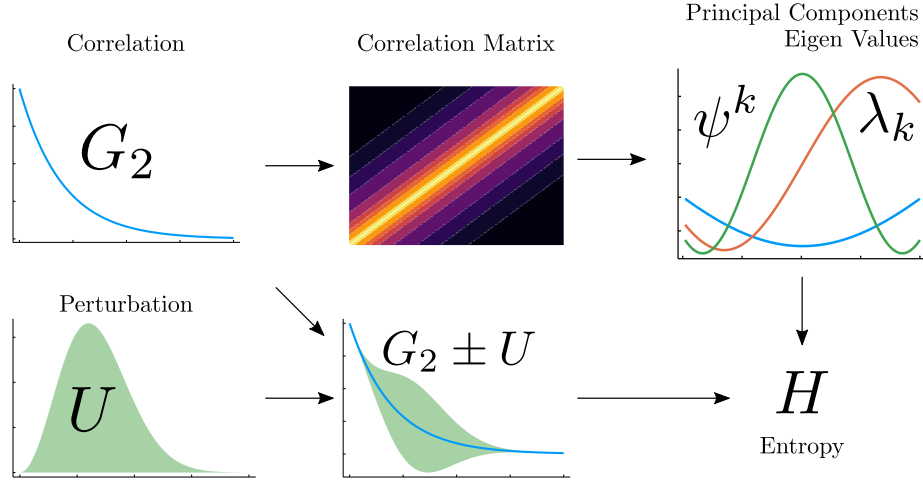 Correlation
Correlation Matrix
Principal Components
Eigen Values
G₂
ψᵏ
λₖ
Perturbation
U
G₂ ± U
H
Entropy